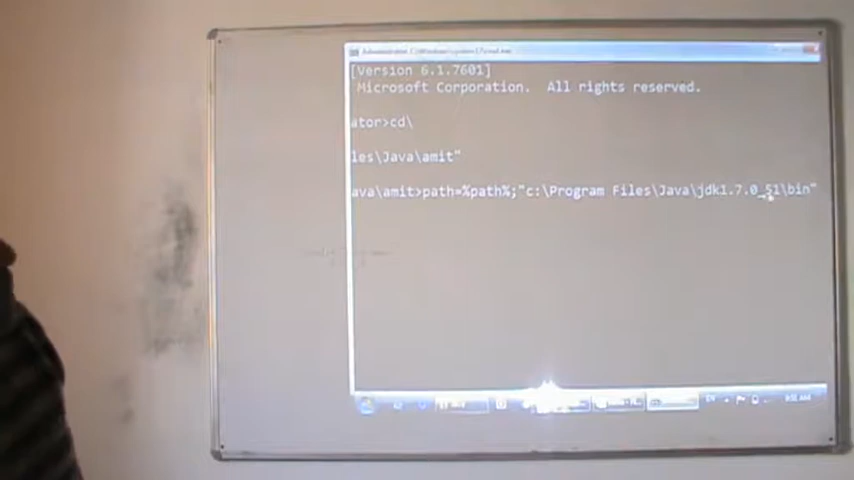 [Version 6.1.7601]
Microsoft Corporation. All rights reserved.
ator>cd\
les\Java\amit"
ava\amit>path=%path%;"c:\Program Files\Java\jdk1.7.0_51\bin"